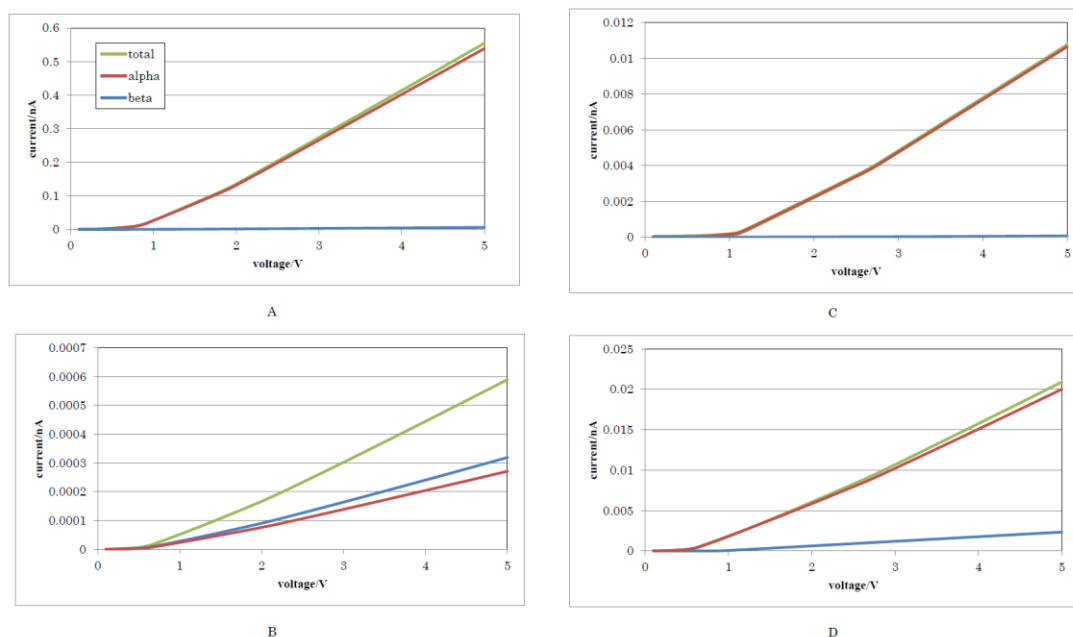 0.6
0.5
0.4
0.3
0.2
0.1
0
total
alpha
beta
current/nA
0 1 2 3 4 5
voltage/V
A
0.012
0.01
0.008
0.006
0.004
0.002
0
current/nA
0 1 2 3 4 5
voltage/V
C
0.0007
0.0006
0.0005
0.0004
0.0003
0.0002
0.0001
0
current/nA
0 1 2 3 4 5
voltage/V
B
0.025
0.02
0.015
0.01
0.005
0
current/nA
0 1 2 3 4 5
voltage/V
D